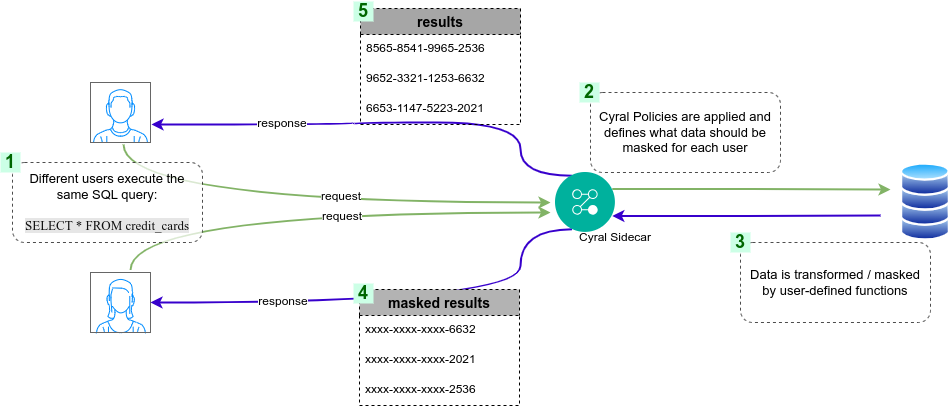 5
results
8565-8541-9965-2536
9652-3321-1253-6632
6653-1147-5223-2021
response
2
Cyral Policies are applied and
defines what data should be
masked for each user
1
Different users execute the
same SQL query:
SELECT * FROM credit_cards
request
request
Cyral Sidecar
3
Data is transformed / masked
by user-defined functions
response
4
masked results
xxxx-xxxx-xxxx-6632
xxxx-xxxx-xxxx-2021
xxxx-xxxx-xxxx-2536